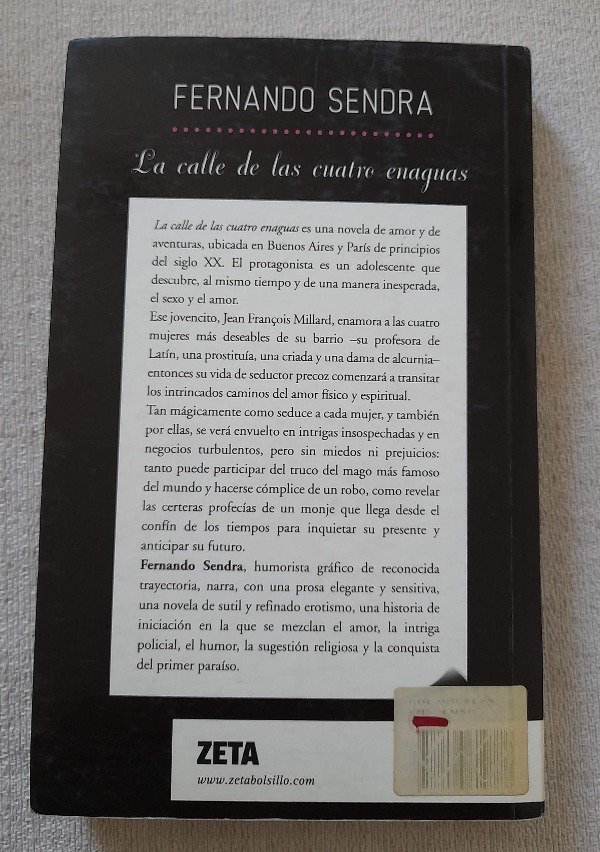 FERNANDO SENDRA
La calle de las cuatro enaguas
La calle de las cuatro enaguas es una novela de amor y de
aventuras, ubicada en Buenos Aires y París de principios
del siglo XX. El protagonista es un adolescente que
descubre, al mismo tiempo y de una manera inesperada,
el sexo y el amor.
Ese jovencito, Jean François Millard, enamora a las cuatro
mujeres más deseables de su barrio –su profesora de
Latín, una prostituía, una criada y una dama de alcurnia–
entonces su vida de seductor precoz comenzará a transitar
los intrincados caminos del amor físico y espiritual.
Tan mágicamente como seduce a cada mujer, y también
por ellas, se verá envuelto en intrigas insospechadas y en
negocios turbulentos, pero sin miedos ni prejuicios:
tanto puede participar del truco del mago más famoso
del mundo y hacerse cómplice de un robo, como revelar
las certeras profecías de un monje que llega desde el
confín de los tiempos para inquietar su presente y
anticipar su futuro.
Fernando Sendra, humorista gráfico de reconocida
trayectoria, narra, con una prosa elegante y sensitiva,
una novela de sutil y refinado erotismo, una historia de
iniciación en la que se mezclan el amor, la intriga
policial, el humor, la sugestión religiosa y la conquista
del primer paraíso.
ZETA
www.zetabolsillo.com